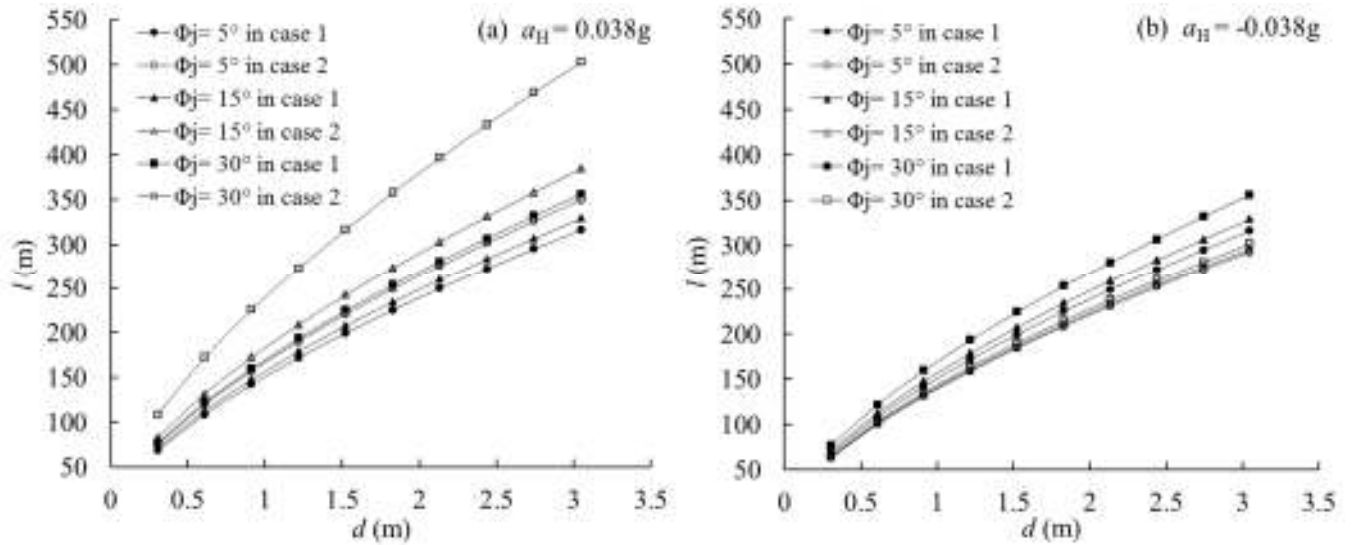 550
500
450
400
350
300
250
200
150
100
50
l (m)
(a) aH = 0.038g
Φj= 5° in case 1
Φj= 5° in case 2
Φj= 15° in case 1
Φj= 15° in case 2
Φj= 30° in case 1
Φj= 30° in case 2
0 0.5 1 1.5 2 2.5 3 3.5
d (m)
550
500
450
400
350
300
250
200
150
100
50
l (m)
(b) aH = -0.038g
Φj= 5° in case 1
Φj= 5° in case 2
Φj= 15° in case 1
Φj= 15° in case 2
Φj= 30° in case 1
Φj= 30° in case 2
0 0.5 1 1.5 2 2.5 3 3.5
d (m)